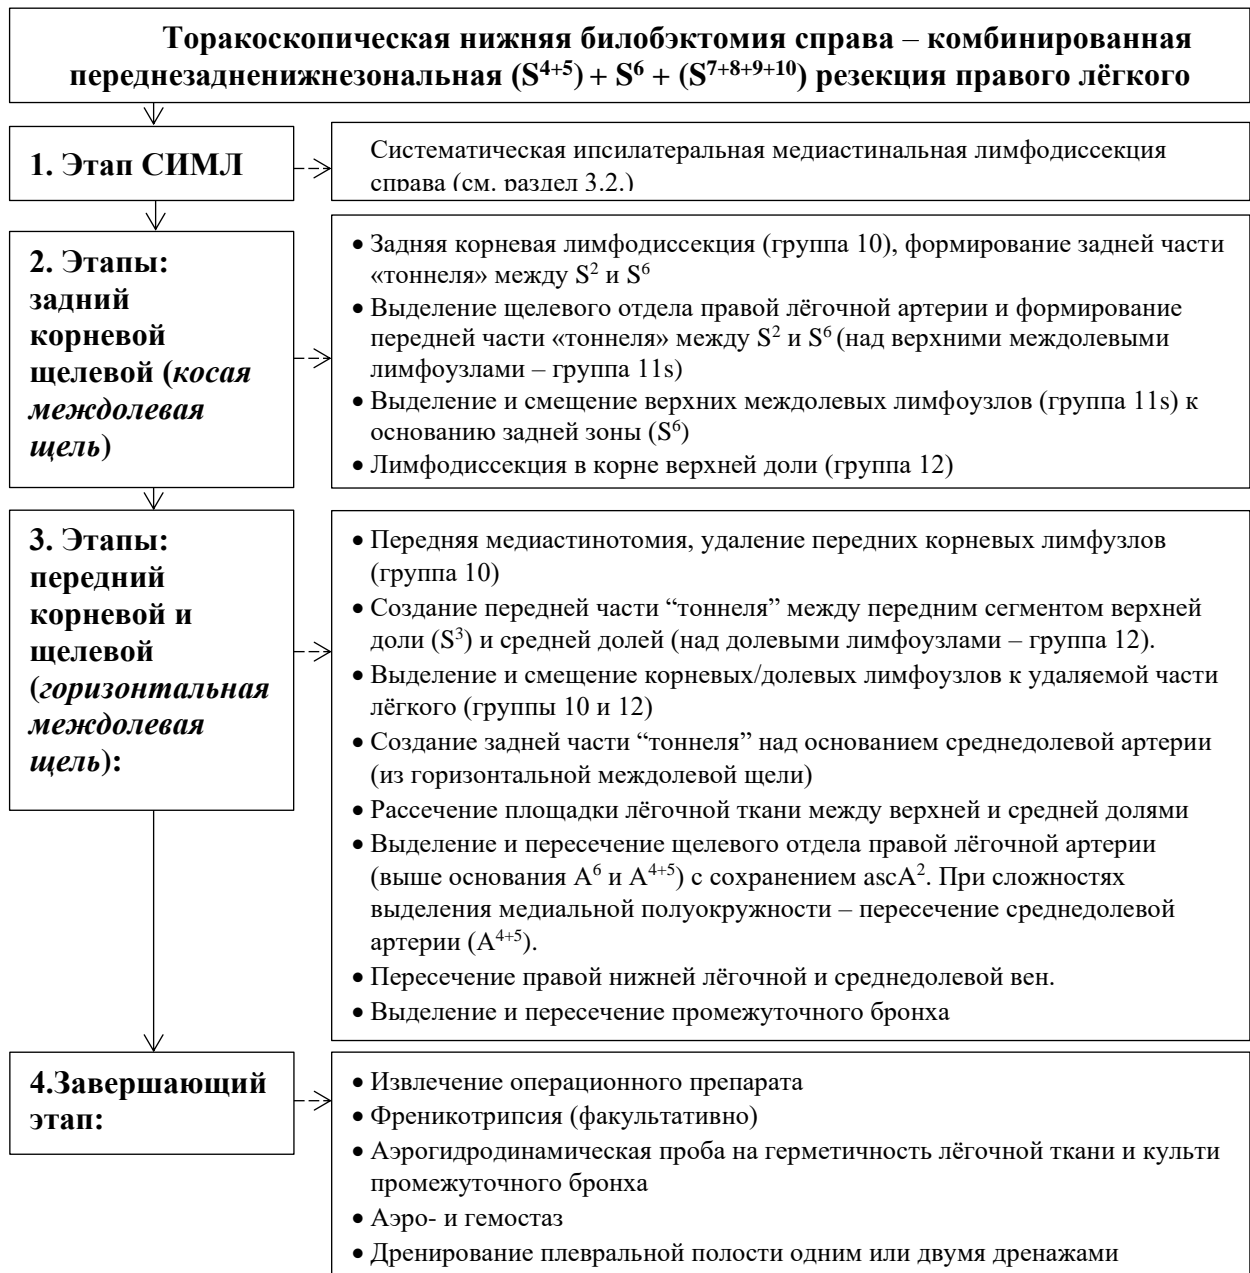 Торакоскопическая нижняя билобэктомия справа – комбинированная
переднезадненижнезональная (S⁴⁺⁵) + S⁶ + (S⁷⁺⁸⁺⁹⁺¹⁰) резекция правого лёгкого
1. Этап СИМЛ
Систематическая ипсилатеральная медиастинальная лимфодиссекция
справа (см. раздел 3.2.)
2. Этапы:
задний
корневой
щелевой (косая
междолевая
щель)
• Задняя корневая лимфодиссекция (группа 10), формирование задней части
«тоннеля» между S² и S⁶
• Выделение щелевого отдела правой лёгочной артерии и формирование
передней части «тоннеля» между S² и S⁶ (над верхними междолевыми
лимфоузлами – группа 11s)
• Выделение и смещение верхних междолевых лимфоузлов (группа 11s) к
основанию задней зоны (S⁶)
• Лимфодиссекция в корне верхней доли (группа 12)
3. Этапы:
передний
корневой и
щелевой
(горизонтальная
междолевая
щель):
• Передняя медиастинотомия, удаление передних корневых лимфузлов
(группа 10)
• Создание передней части “тоннеля” между передним сегментом верхней
доли (S³) и средней долей (над долевыми лимфоузлами – группа 12).
• Выделение и смещение корневых/долевых лимфоузлов к удаляемой части
лёгкого (группы 10 и 12)
• Создание задней части “тоннеля” над основанием среднедолевой артерии
(из горизонтальной междолевой щели)
• Рассечение площадки лёгочной ткани между верхней и средней долями
• Выделение и пересечение щелевого отдела правой лёгочной артерии
(выше основания A⁶ и A⁴⁺⁵) с сохранением ascA². При сложностях
выделения медиальной полуокружности – пересечение среднедолевой
артерии (A⁴⁺⁵).
• Пересечение правой нижней лёгочной и среднедолевой вен.
• Выделение и пересечение промежуточного бронха
4.Завершающий
этап:
• Извлечение операционного препарата
• Френикотрипсия (факультативно)
• Аэрогидродинамическая проба на герметичность лёгочной ткани и культи
промежуточного бронха
• Аэро- и гемостаз
• Дренирование плевральной полости одним или двумя дренажами